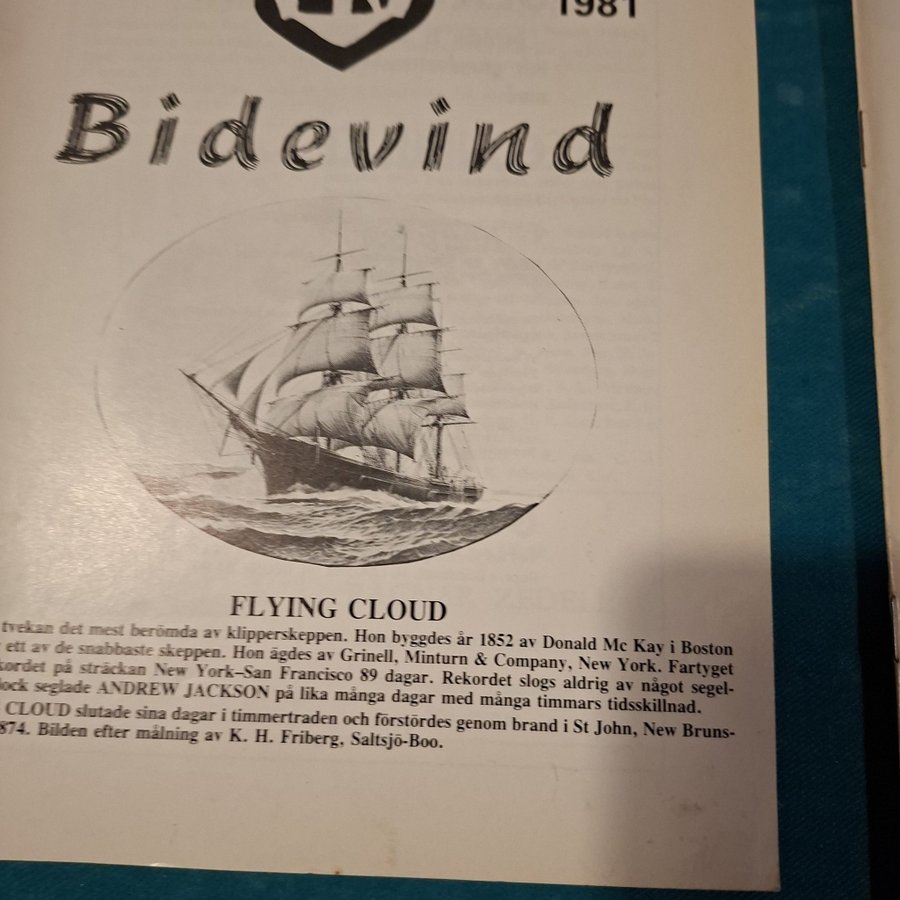 1981
Bidevind
FLYING CLOUD
tvekan det mest berömda av klipperskeppen. Hon byggdes år 1852 av Donald Mc Kay i Boston
ett av de snabbaste skeppen. Hon ägdes av Grinell, Minturn & Company, New York. Fartyget
kordet på sträckan New York–San Francisco 89 dagar. Rekordet slogs aldrig av något segel-
ock seglade ANDREW JACKSON på lika många dagar med många timmars tidsskillnad.
CLOUD slutade sina dagar i timmertraden och förstördes genom brand i St John, New Bruns-
874. Bilden efter målning av K. H. Friberg, Saltsjö-Boo.